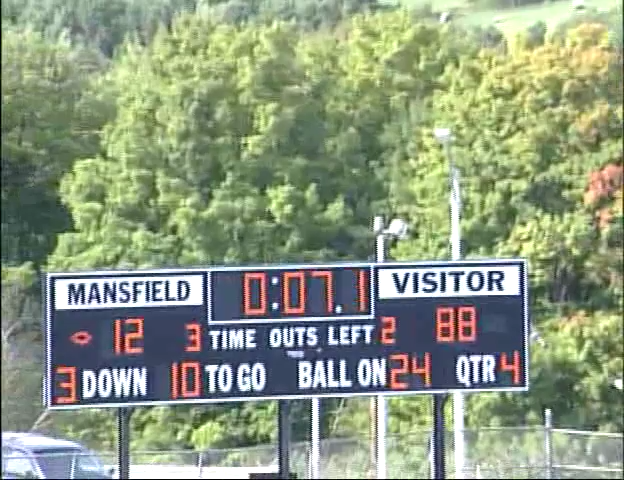 MANSFIELD 0:07.1 VISITOR
12 3 TIME OUTS LEFT 2 88
3 DOWN 10 TO GO BALL ON 24 QTR 4